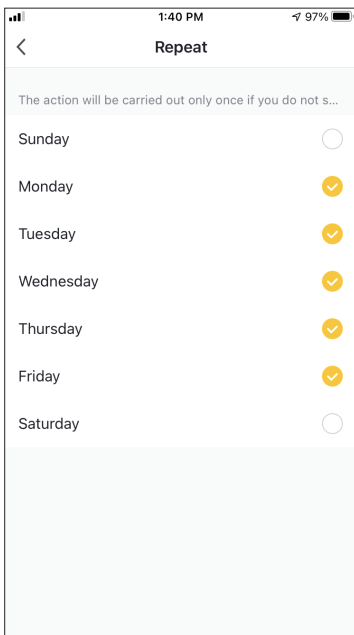 1:40 PM
97%
Repeat
The action will be carried out only once if you do not s...
Sunday
Monday
Tuesday
Wednesday
Thursday
Friday
Saturday